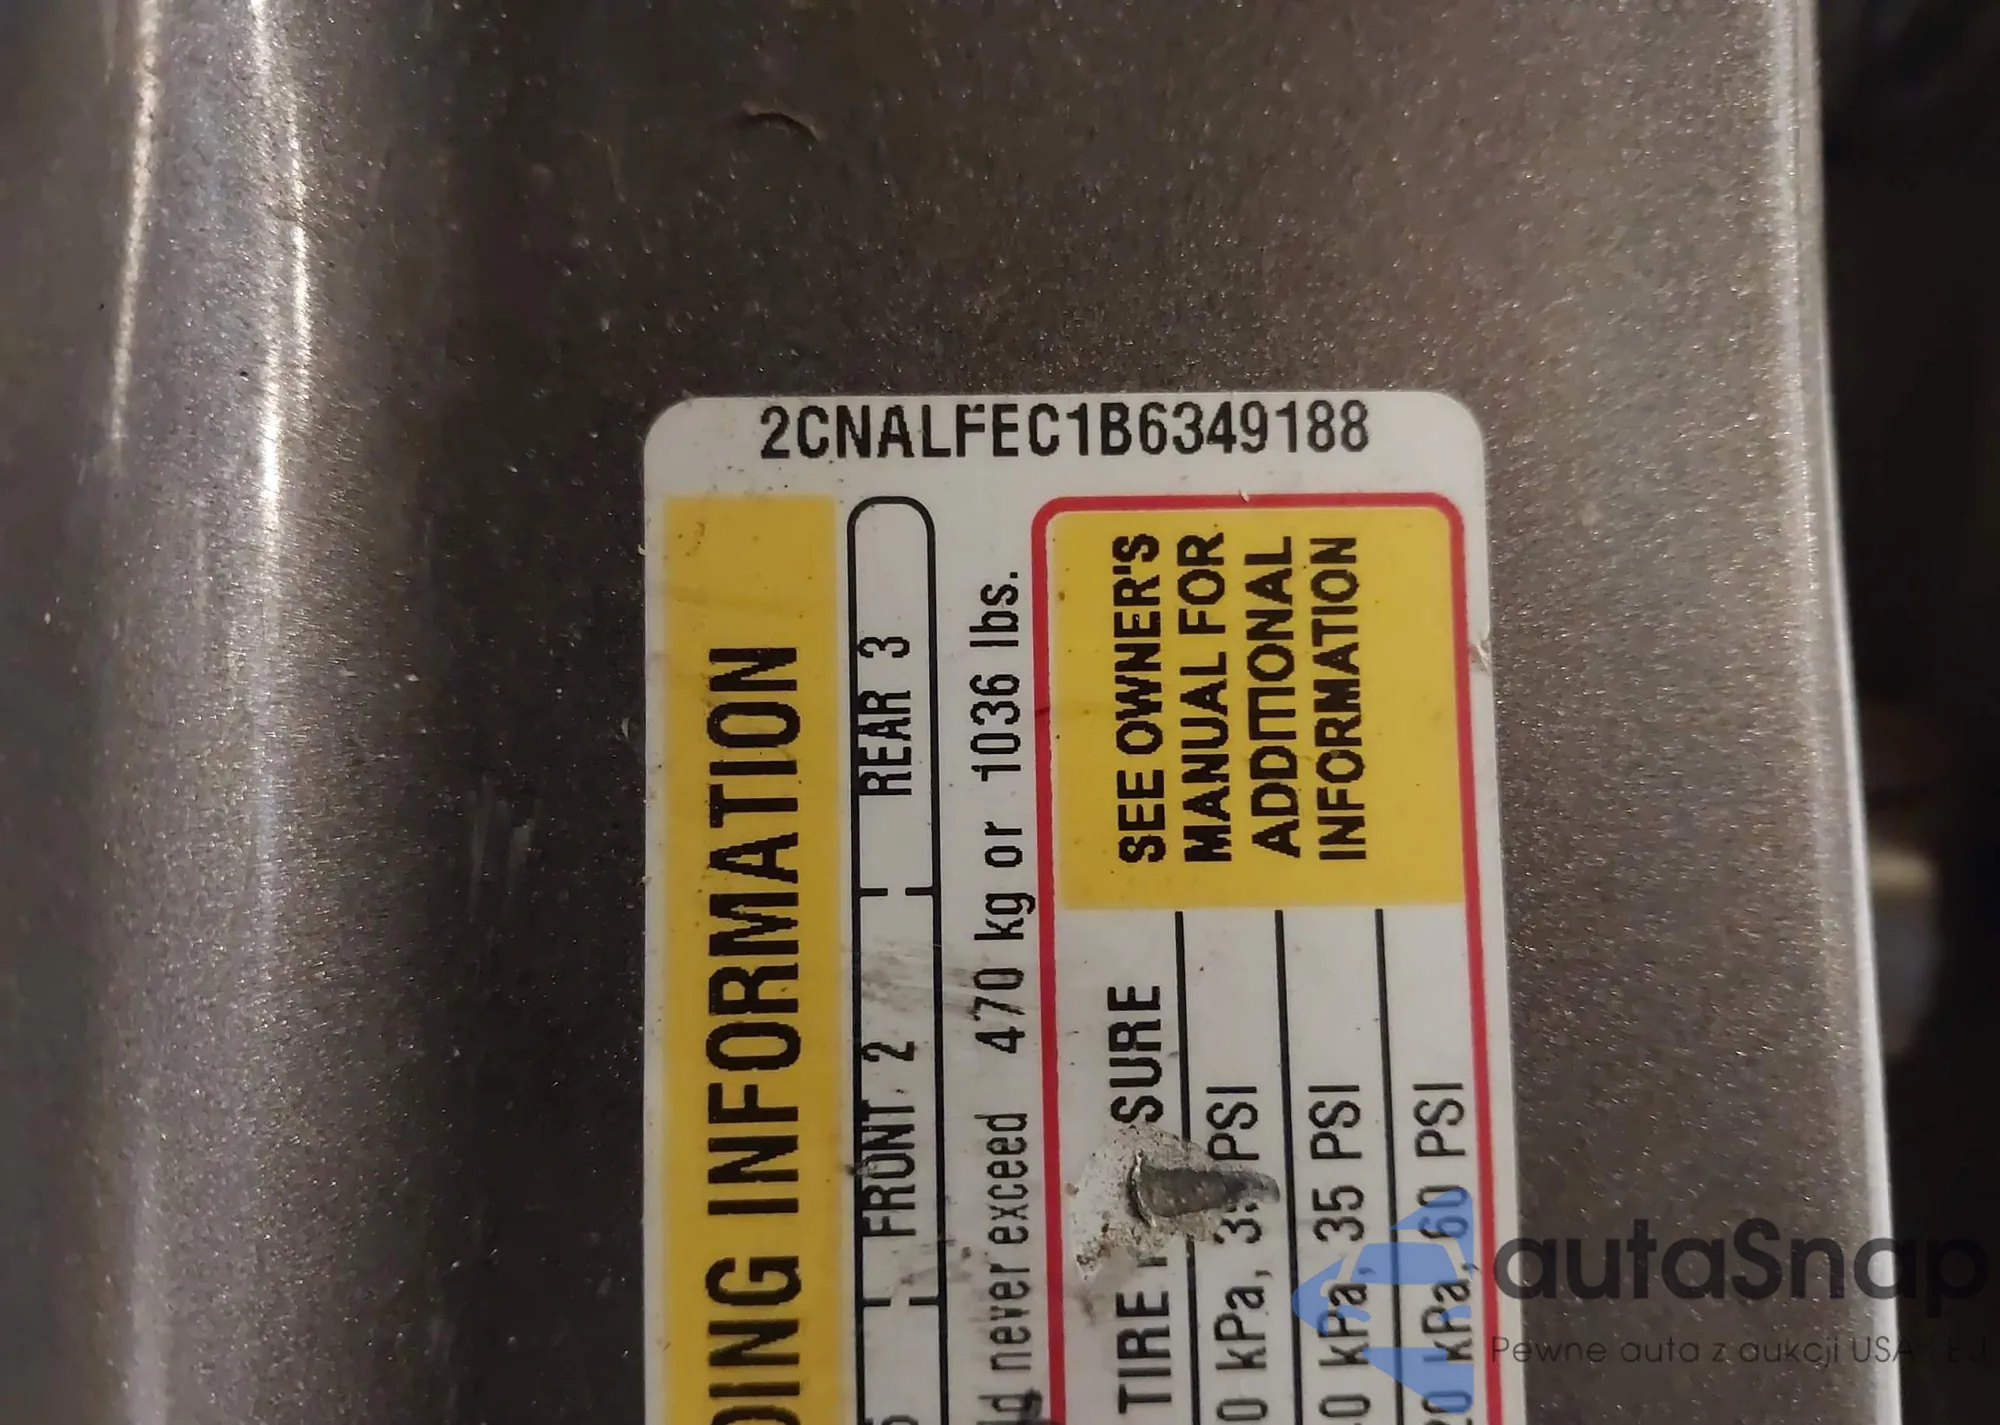 2CNALFEC1B6349188
DING INFORMATION
FRONT 2
REAR 3
never exceed 470 kg or 1036 lbs.
SEE OWNER'S
MANUAL FOR
ADDITIONAL
INFORMATION
TIRE
SURE
kPa, PSI
kPa, 35 PSI
kPa, 60 PSI
autaSnap
Pewne auta z aukcji USA